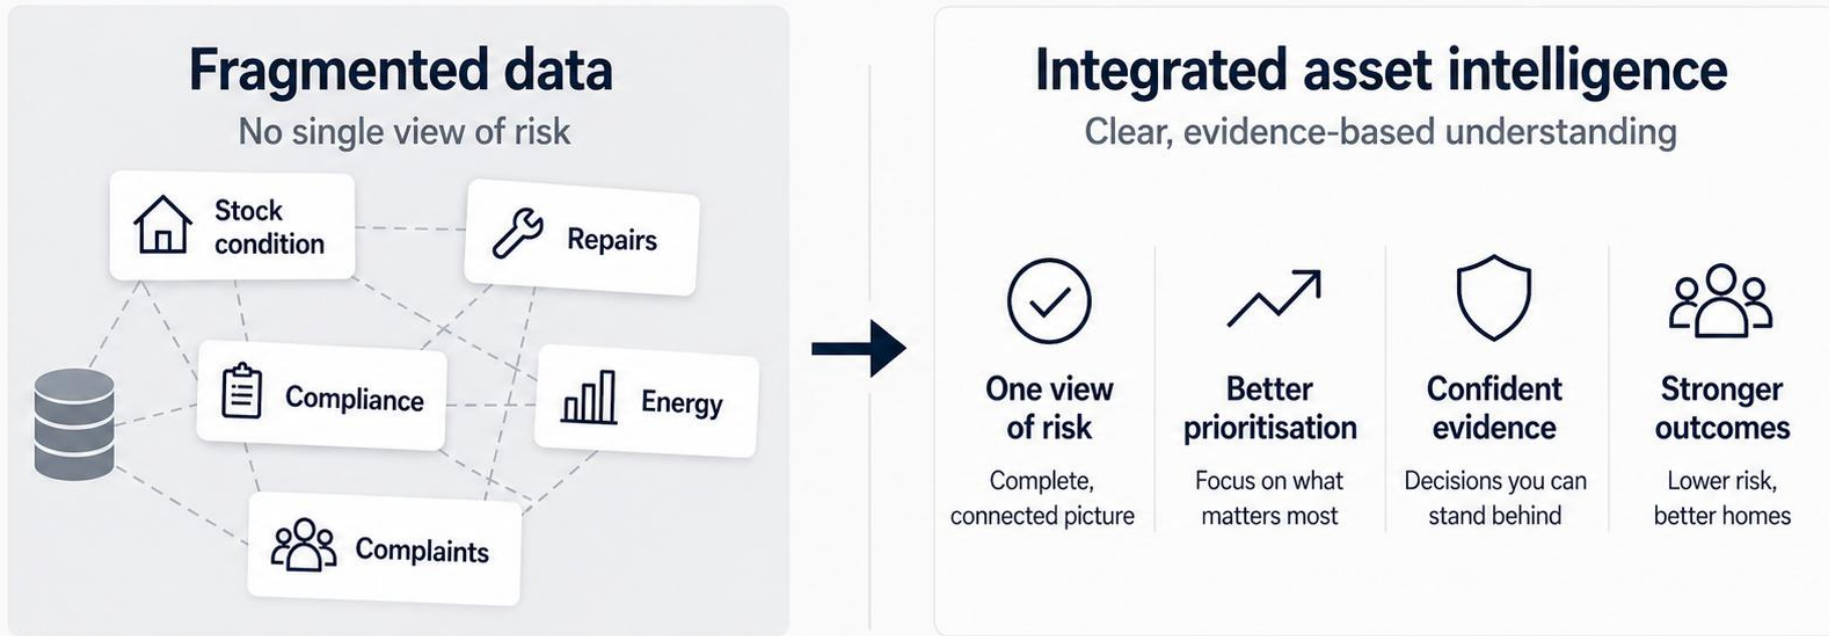 Fragmented data
No single view of risk
Stock
condition
Repairs
Compliance
Energy
Complaints
Integrated asset intelligence
Clear, evidence-based understanding
One view
of risk
Complete,
connected picture
Better
prioritisation
Focus on what
matters most
Confident
evidence
Decisions you can
stand behind
Stronger
outcomes
Lower risk,
better homes